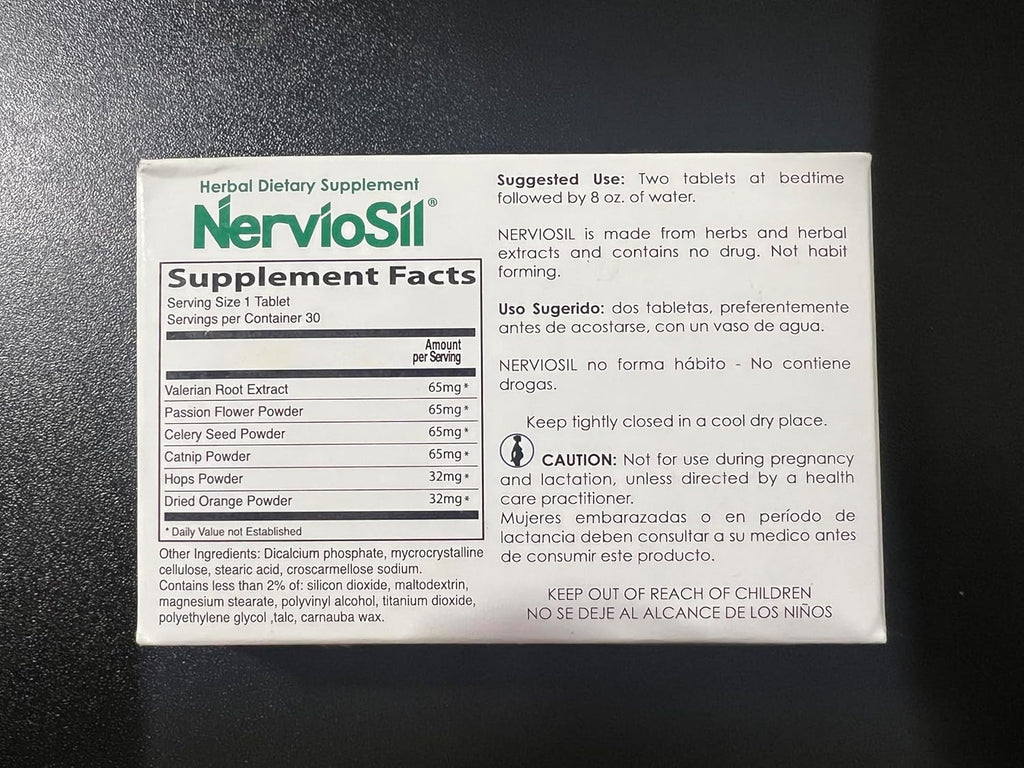 Herbal Dietary Supplement
NervioSil®
Supplement Facts
Serving Size 1 Tablet
Servings per Container 30
Amount
per Serving
Valerian Root Extract 65mg*
Passion Flower Powder 65mg*
Celery Seed Powder 65mg*
Catnip Powder 65mg*
Hops Powder 32mg*
Dried Orange Powder 32mg*
* Daily Value not Established
Other Ingredients: Dicalcium phosphate, mycrocrystalline
cellulose, stearic acid, croscarmellose sodium.
Contains less than 2% of: silicon dioxide, maltodextrin,
magnesium stearate, polyvinyl alcohol, titanium dioxide,
polyethylene glycol ,talc, carnauba wax.
Suggested Use: Two tablets at bedtime
followed by 8 oz. of water.
NERVIOSIL is made from herbs and herbal
extracts and contains no drug. Not habit
forming.
Uso Sugerido: dos tabletas, preferentemente
antes de acostarse, con un vaso de agua.
NERVIOSIL no forma hábito - No contiene
drogas.
Keep tightly closed in a cool dry place.
CAUTION: Not for use during pregnancy
and lactation, unless directed by a health
care practitioner.
Mujeres embarazadas o en período de
lactancia deben consultar a su medico antes
de consumir este producto.
KEEP OUT OF REACH OF CHILDREN
NO SE DEJE AL ALCANCE DE LOS NIÑOS